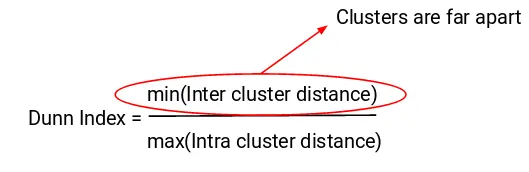 Clusters are far apart
min(Inter cluster distance)
Dunn Index =
max(Intra cluster distance)